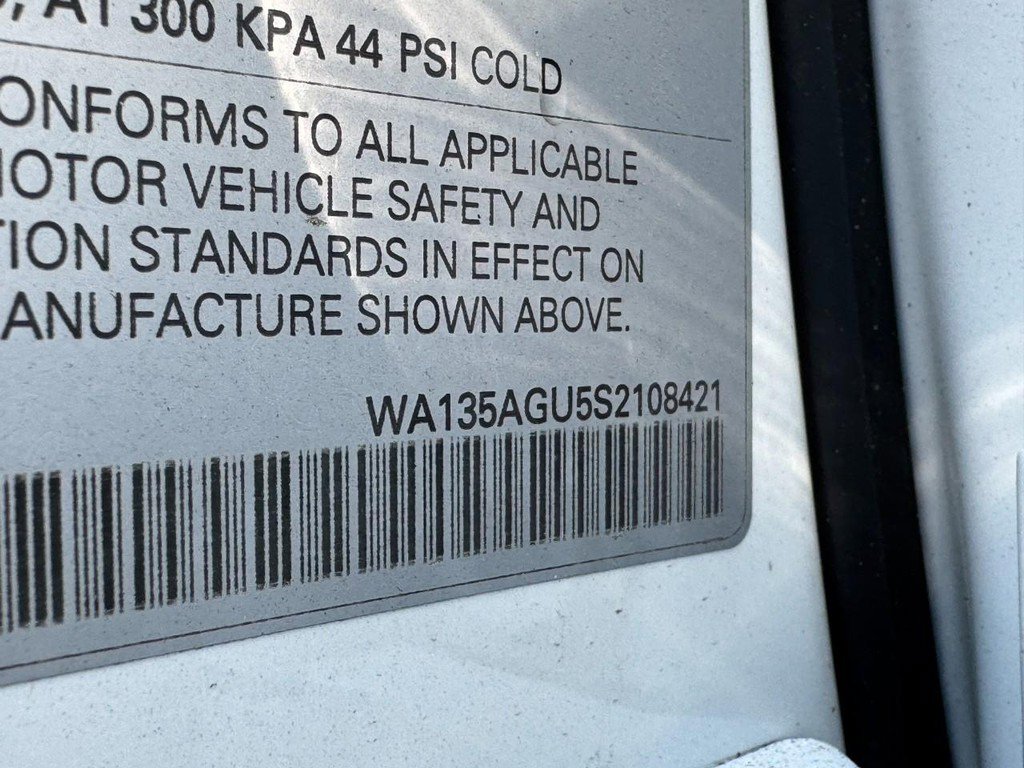 AT 300 KPA 44 PSI COLD
ONFORMS TO ALL APPLICABLE
OTOR VEHICLE SAFETY AND
TION STANDARDS IN EFFECT ON
ANUFACTURE SHOWN ABOVE.
WA135AGU5S2108421